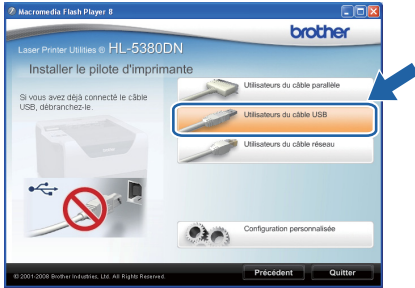 Macromedia Flash Player 8
brother
Laser Printer Utilities ® HL-5380DN
Installer le pilote d'imprimante
Utilisateurs du câble parallèle
Si vous avez déjà connecté le câble
USB, débranchez-le.
Utilisateurs du câble USB
Utilisateurs du câble réseau
Configuration personnalisée
© 2001-2008 Brother Industries, Ltd. All Rights Reserved.
Précédent
Quitter